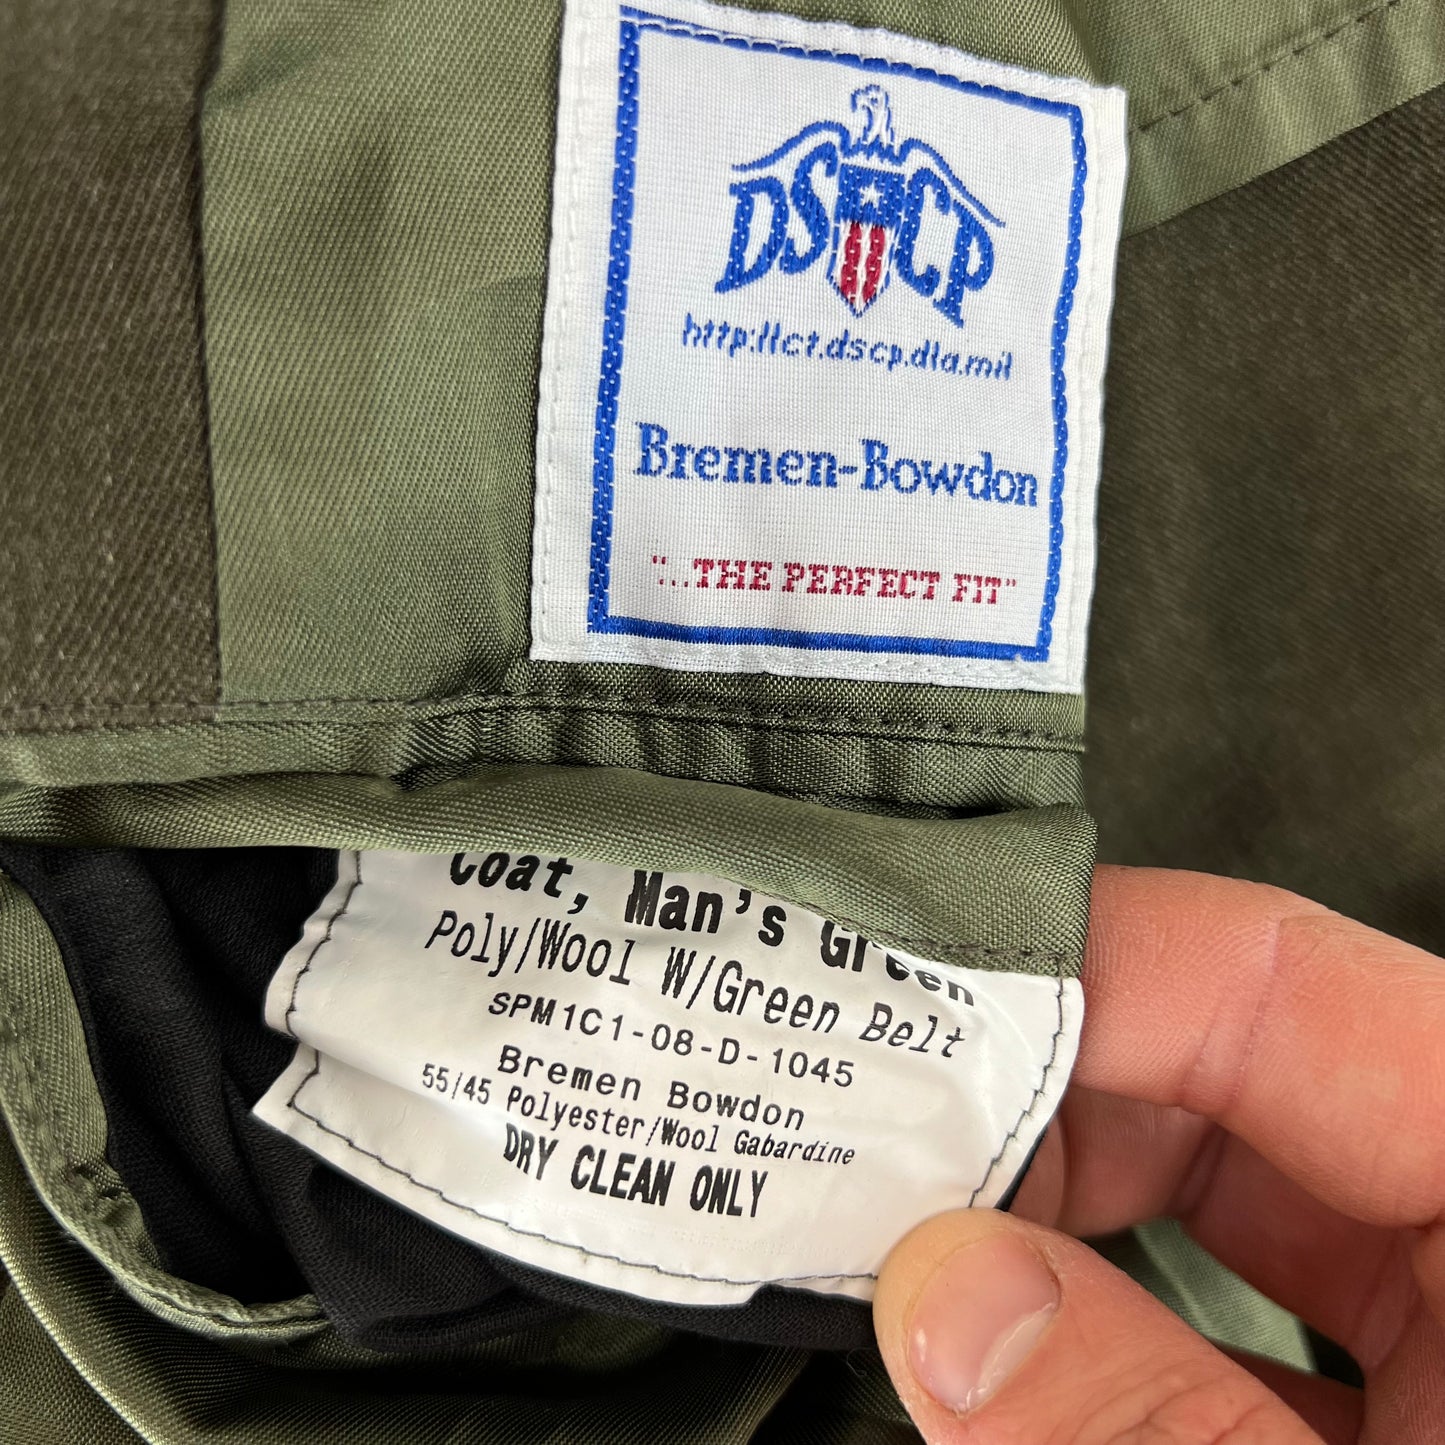 DSCP
http://ct.dscp.dla.mil
Bremen-Bowdon
"...THE PERFECT FIT"
Coat, Man's Green
Poly/Wool W/Green Belt
SPM1C1-08-D-1045
Bremen Bowdon
55/45 Polyester/Wool Gabardine
DRY CLEAN ONLY